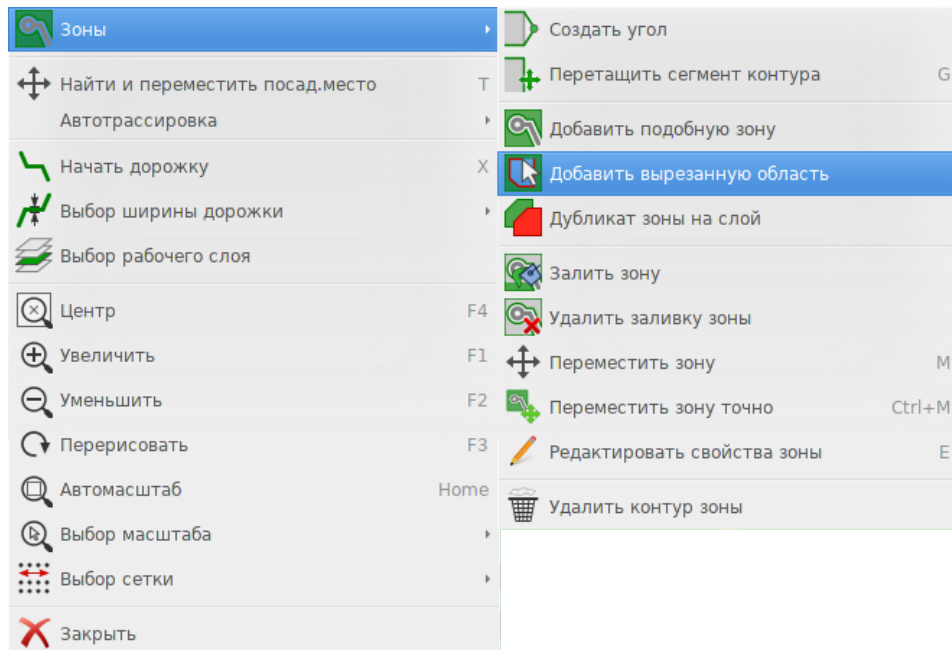 Зоны
Найти и переместить посад.место T
Автотрассировка
Начать дорожку X
Выбор ширины дорожки
Выбор рабочего слоя
Центр F4
Увеличить F1
Уменьшить F2
Перерисовать F3
Автомасштаб Home
Выбор масштаба
Выбор сетки
Закрыть
Создать угол
Перетащить сегмент контура G
Добавить подобную зону
Добавить вырезанную область
Дубликат зоны на слой
Залить зону
Удалить заливку зоны
Переместить зону M
Переместить зону точно Ctrl+M
Редактировать свойства зоны E
Удалить контур зоны